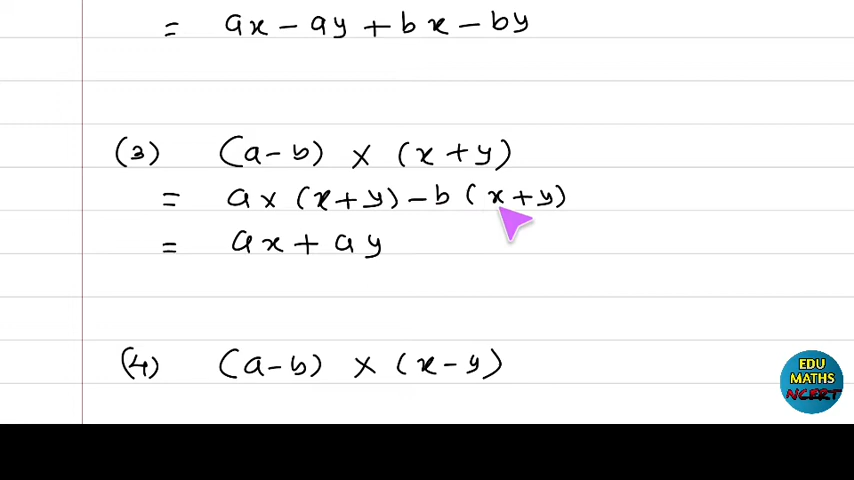 = ax - ay + bx - by
(3) (a-b) × (x+y)
= a × (x+y) - b (x+y)
= ax + ay
(4) (a-b) × (x-y)
EDU
MATHS
NCERT